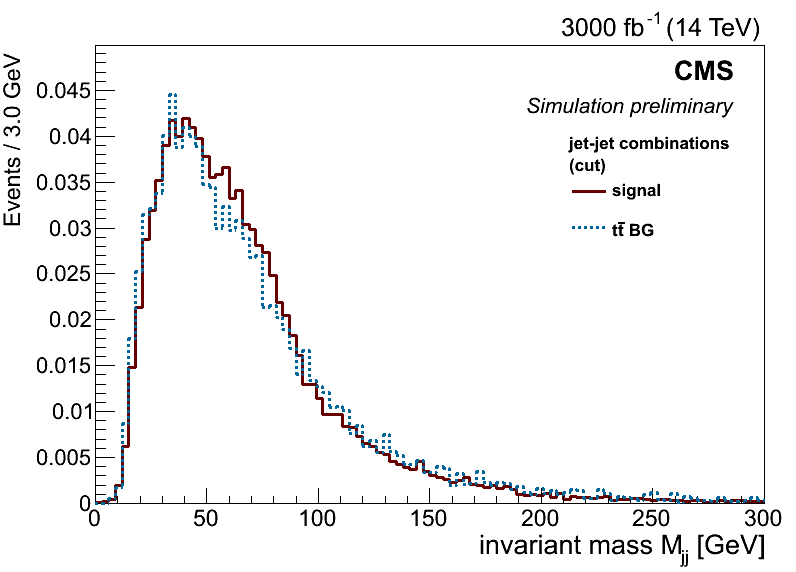 3000 fb⁻¹ (14 TeV)
CMS
Simulation preliminary
jet-jet combinations
(cut)
signal
tt̄ BG
Events / 3.0 GeV
0.045
0.04
0.035
0.03
0.025
0.02
0.015
0.01
0.005
0
0 50 100 150 200 250 300
invariant mass Mjj [GeV]